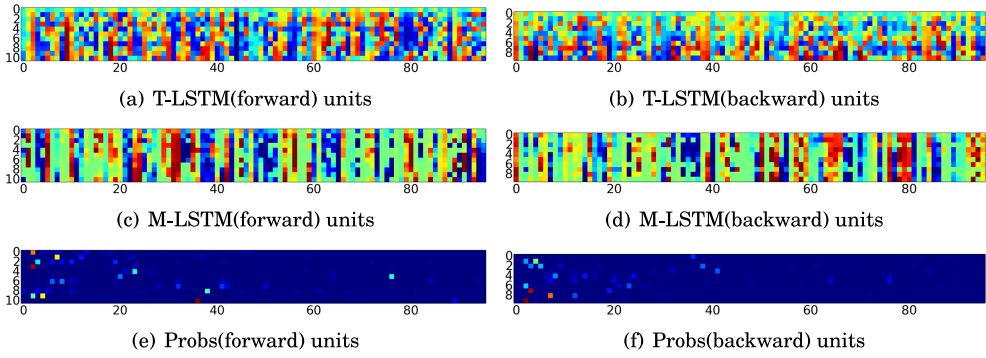 0
2
4
6
8
10
0 20 40 60 80
(a) T-LSTM(forward) units
0
2
4
6
8
0 20 40 60 80
(b) T-LSTM(backward) units
0
2
4
6
8
10
0 20 40 60 80
(c) M-LSTM(forward) units
0
2
4
6
8
0 20 40 60 80
(d) M-LSTM(backward) units
0
2
4
6
8
10
0 20 40 60 80
(e) Probs(forward) units
0
2
4
6
8
0 20 40 60 80
(f) Probs(backward) units